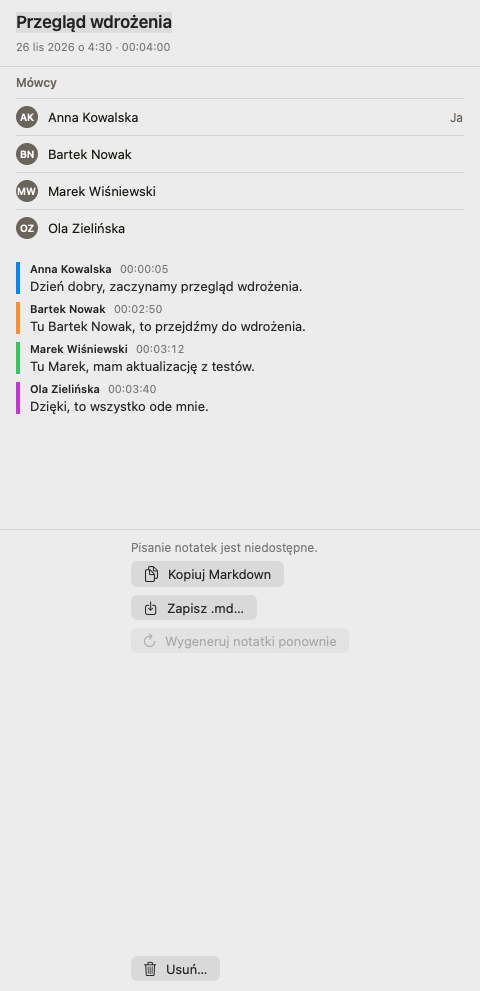 Przegląd wdrożenia
26 lis 2026 o 4:30 · 00:04:00
Mówcy
AK Anna Kowalska Ja
BN Bartek Nowak
MW Marek Wiśniewski
OZ Ola Zielińska
Anna Kowalska 00:00:05
Dzień dobry, zaczynamy przegląd wdrożenia.
Bartek Nowak 00:02:50
Tu Bartek Nowak, to przejdźmy do wdrożenia.
Marek Wiśniewski 00:03:12
Tu Marek, mam aktualizację z testów.
Ola Zielińska 00:03:40
Dzięki, to wszystko ode mnie.
Pisanie notatek jest niedostępne.
Kopiuj Markdown
Zapisz .md…
Wygeneruj notatki ponownie
Usuń…